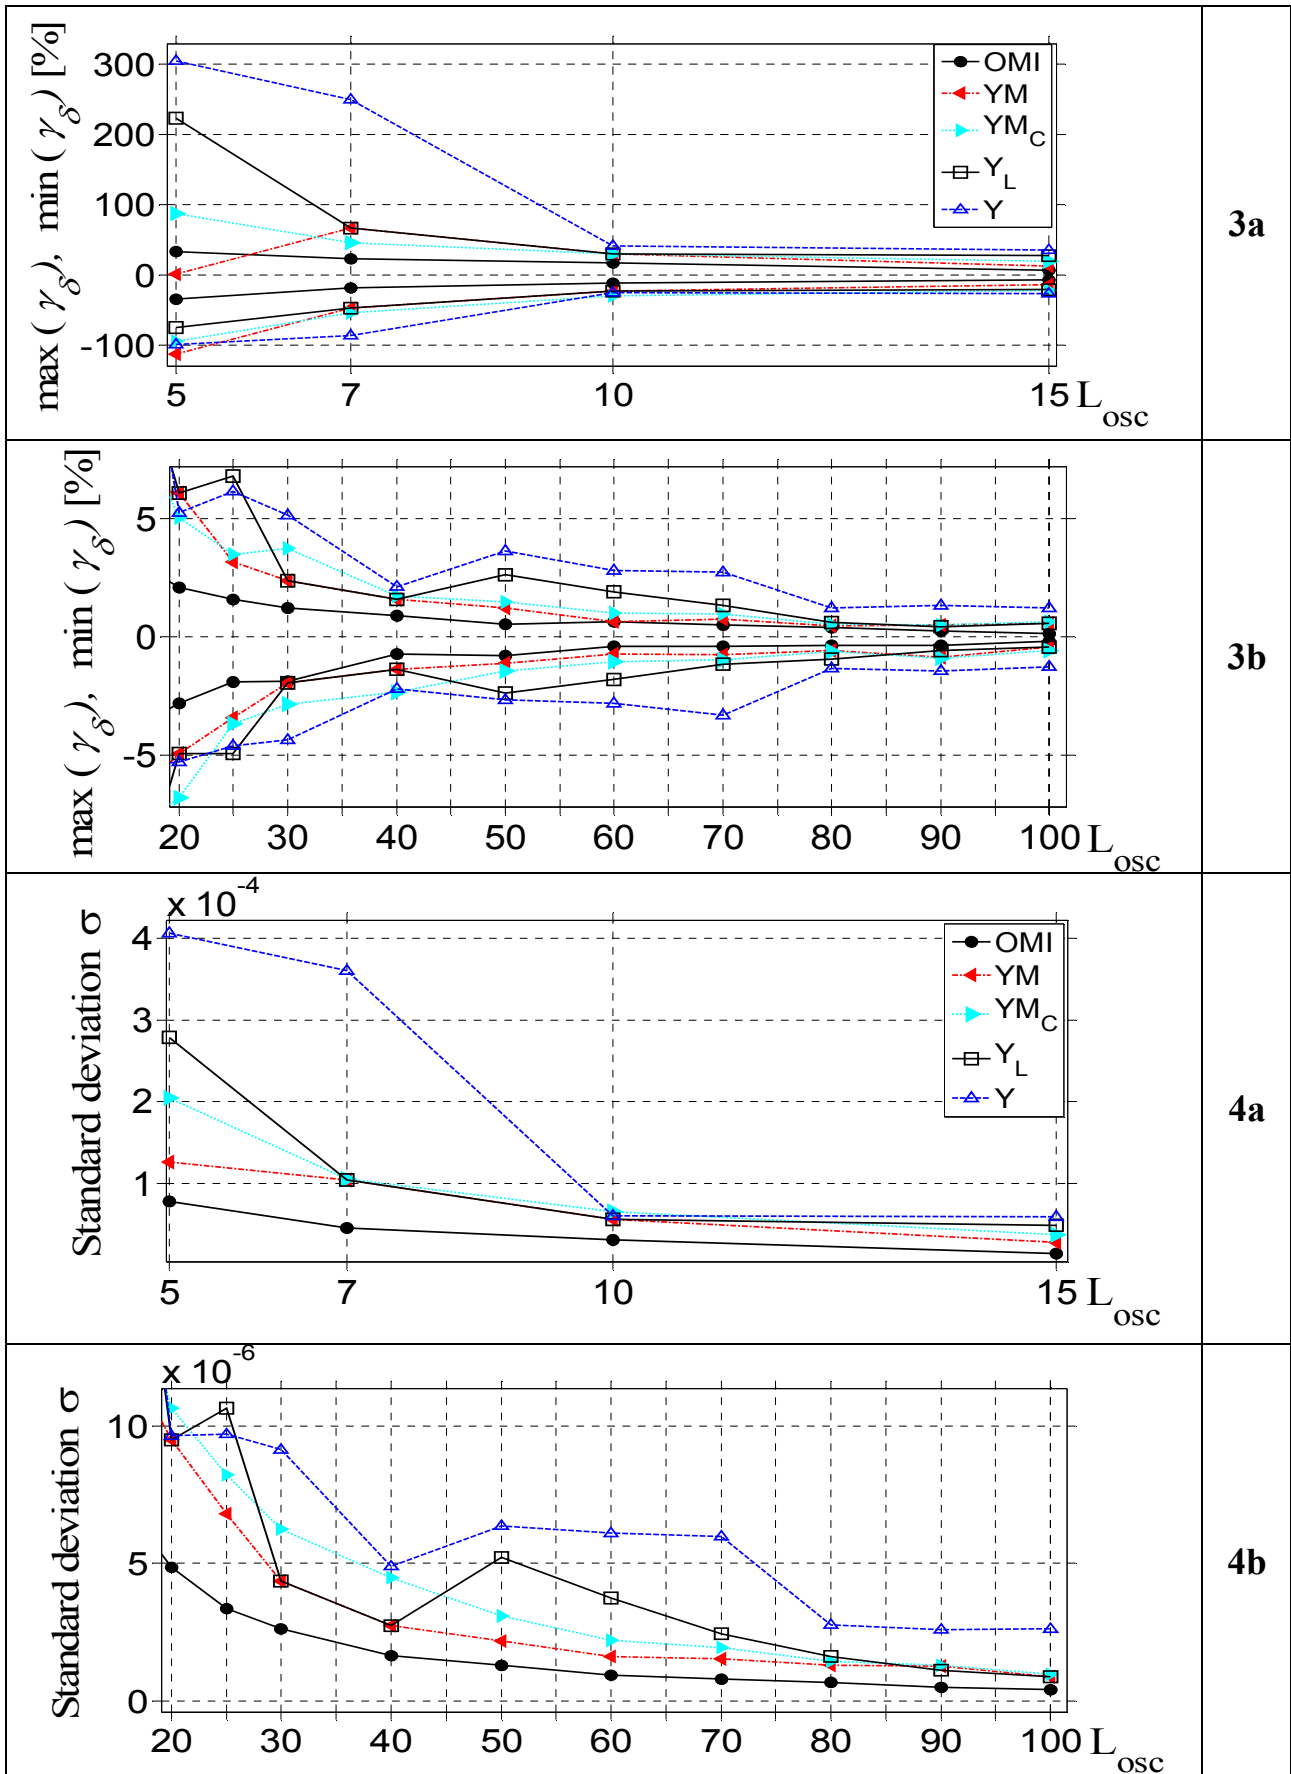 max (γδ), min (γδ) [%]
300
200
100
0
-100
5
7
10
15
Losc
OMI
YM
YMC
YL
Y
3a
max (γδ), min (γδ) [%]
5
0
-5
20
30
40
50
60
70
80
90
100
Losc
3b
Standard deviation σ
x 10-4
4
3
2
1
5
7
10
15
Losc
OMI
YM
YMC
YL
Y
4a
Standard deviation σ
x 10-6
10
5
0
20
30
40
50
60
70
80
90
100
Losc
4b